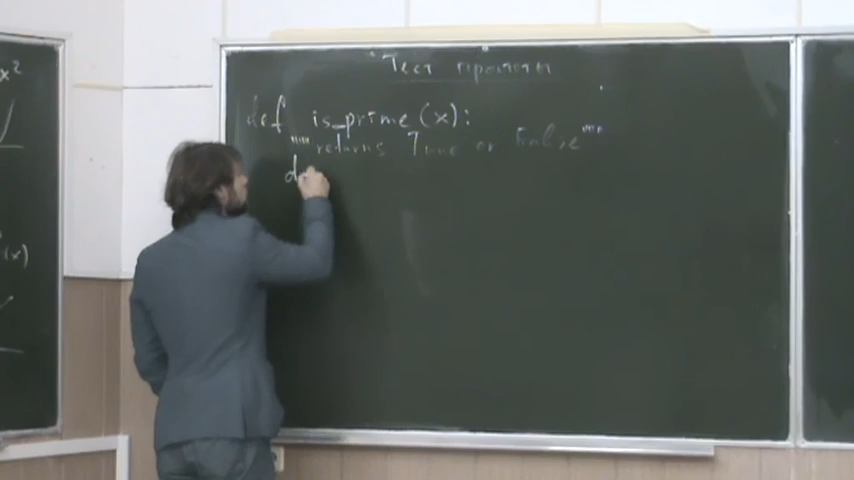 x²
(x)
Тест простоты
def is_prime(x):
"""returns True or False"""
d